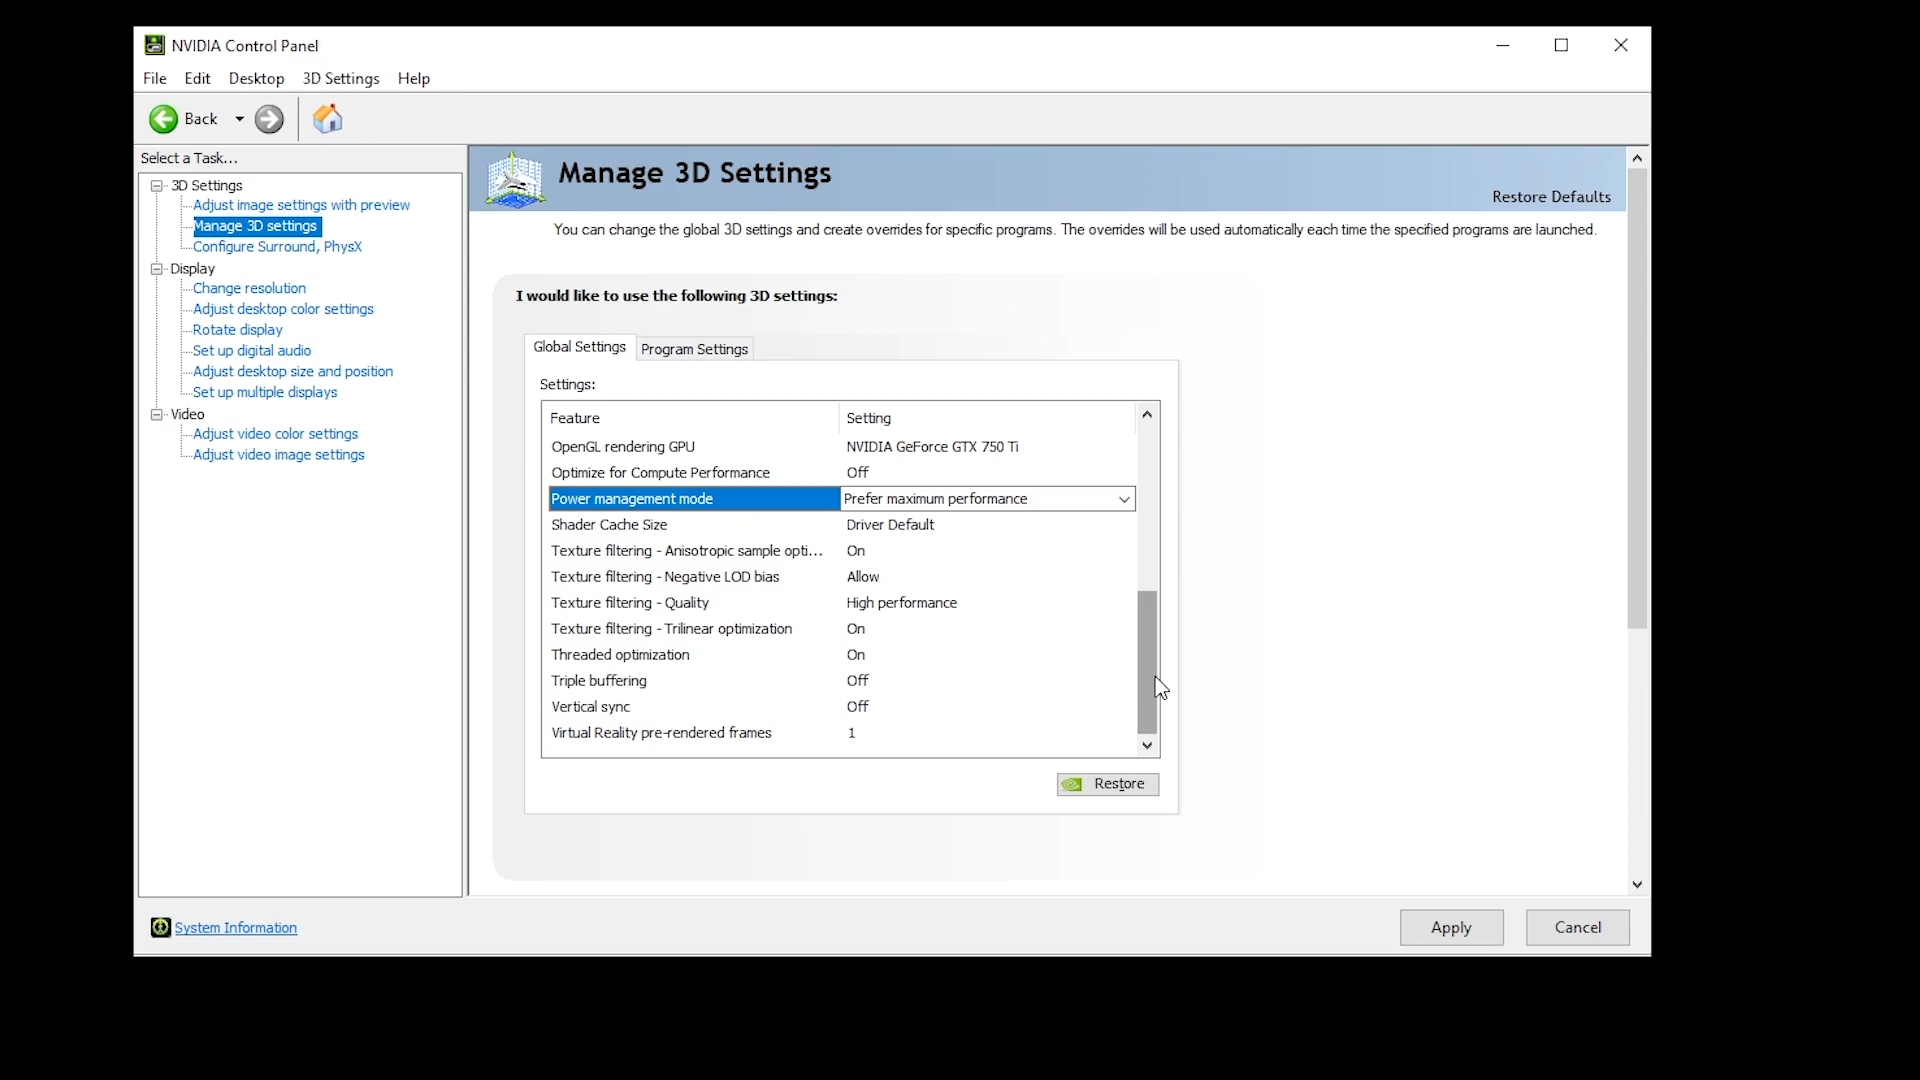 NVIDIA Control Panel
File Edit Desktop 3D Settings Help
Back
Select a Task...
3D Settings
Adjust image settings with preview
Manage 3D settings
Configure Surround, PhysX
Display
Change resolution
Adjust desktop color settings
Rotate display
Set up digital audio
Adjust desktop size and position
Set up multiple displays
Video
Adjust video color settings
Adjust video image settings
System Information
Manage 3D Settings
Restore Defaults
You can change the global 3D settings and create overrides for specific programs. The overrides will be used automatically each time the specified programs are launched.
I would like to use the following 3D settings:
Global Settings Program Settings
Settings:
Feature Setting
OpenGL rendering GPU NVIDIA GeForce GTX 750 Ti
Optimize for Compute Performance Off
Power management mode Prefer maximum performance
Shader Cache Size Driver Default
Texture filtering - Anisotropic sample opti... On
Texture filtering - Negative LOD bias Allow
Texture filtering - Quality High performance
Texture filtering - Trilinear optimization On
Threaded optimization On
Triple buffering Off
Vertical sync Off
Virtual Reality pre-rendered frames 1
Restore
Apply Cancel